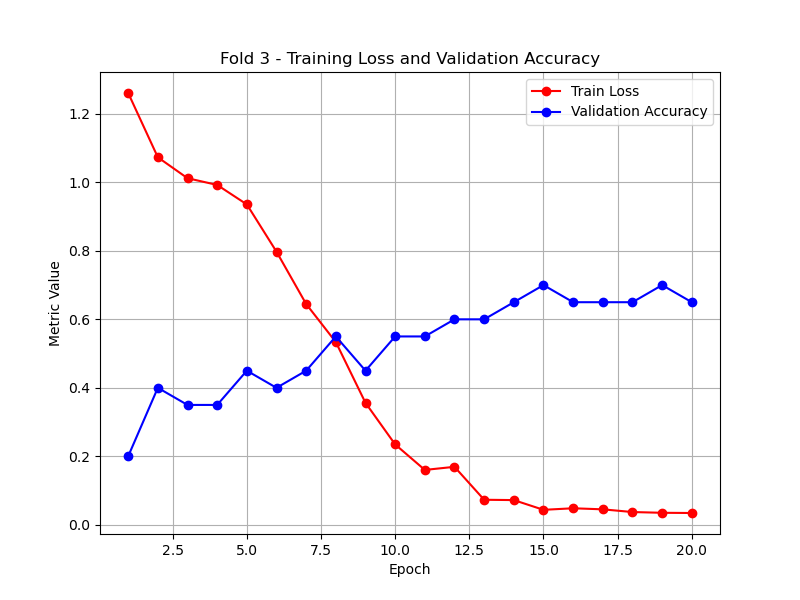 Fold 3 - Training Loss and Validation Accuracy
Train Loss
Validation Accuracy
1.2
1.0
0.8
0.6
0.4
0.2
0.0
Metric Value
2.5 5.0 7.5 10.0 12.5 15.0 17.5 20.0
Epoch